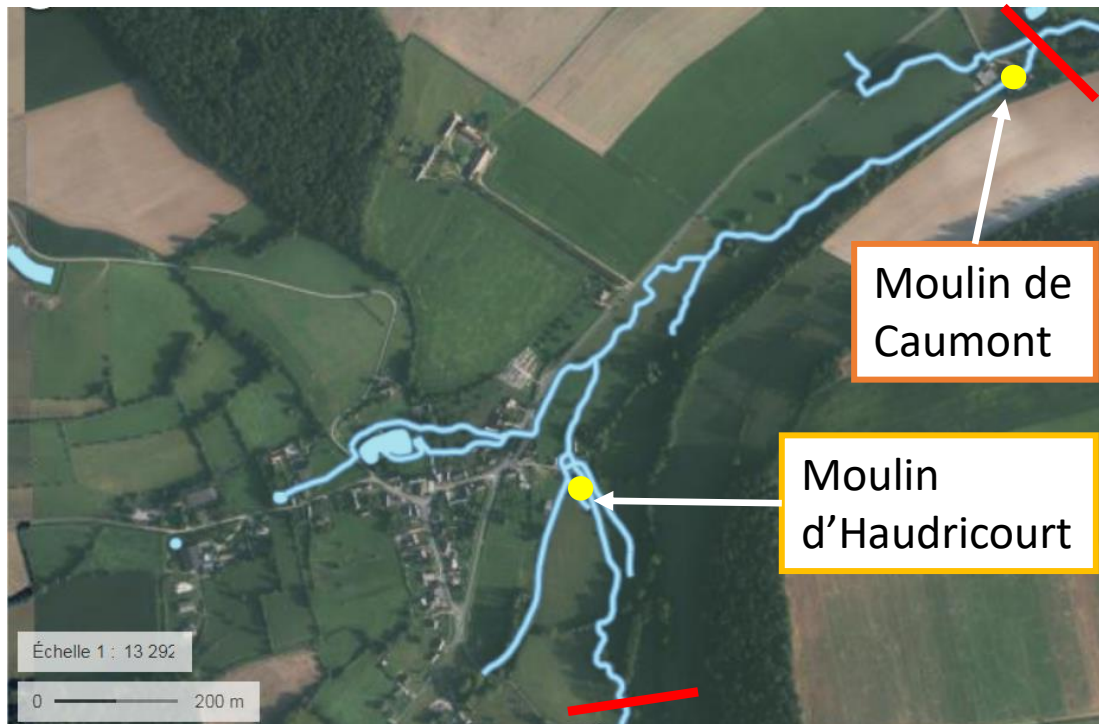 Moulin de
Caumont
Moulin
d’Haudricourt
Échelle 1 : 13 292
0 200 m